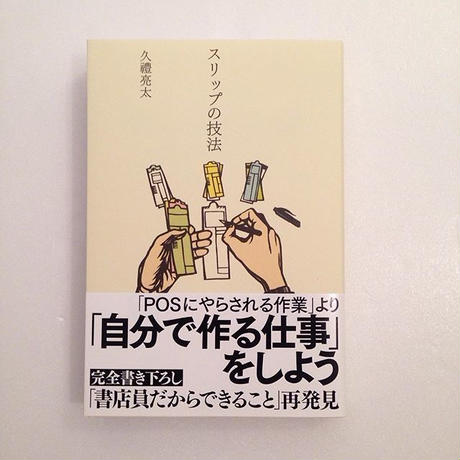 スリップの技法
久禮亮太
「POSにやらされる作業」より
「自分で作る仕事」
をしよう
完全書き下ろし
「書店員だからできること」再発見